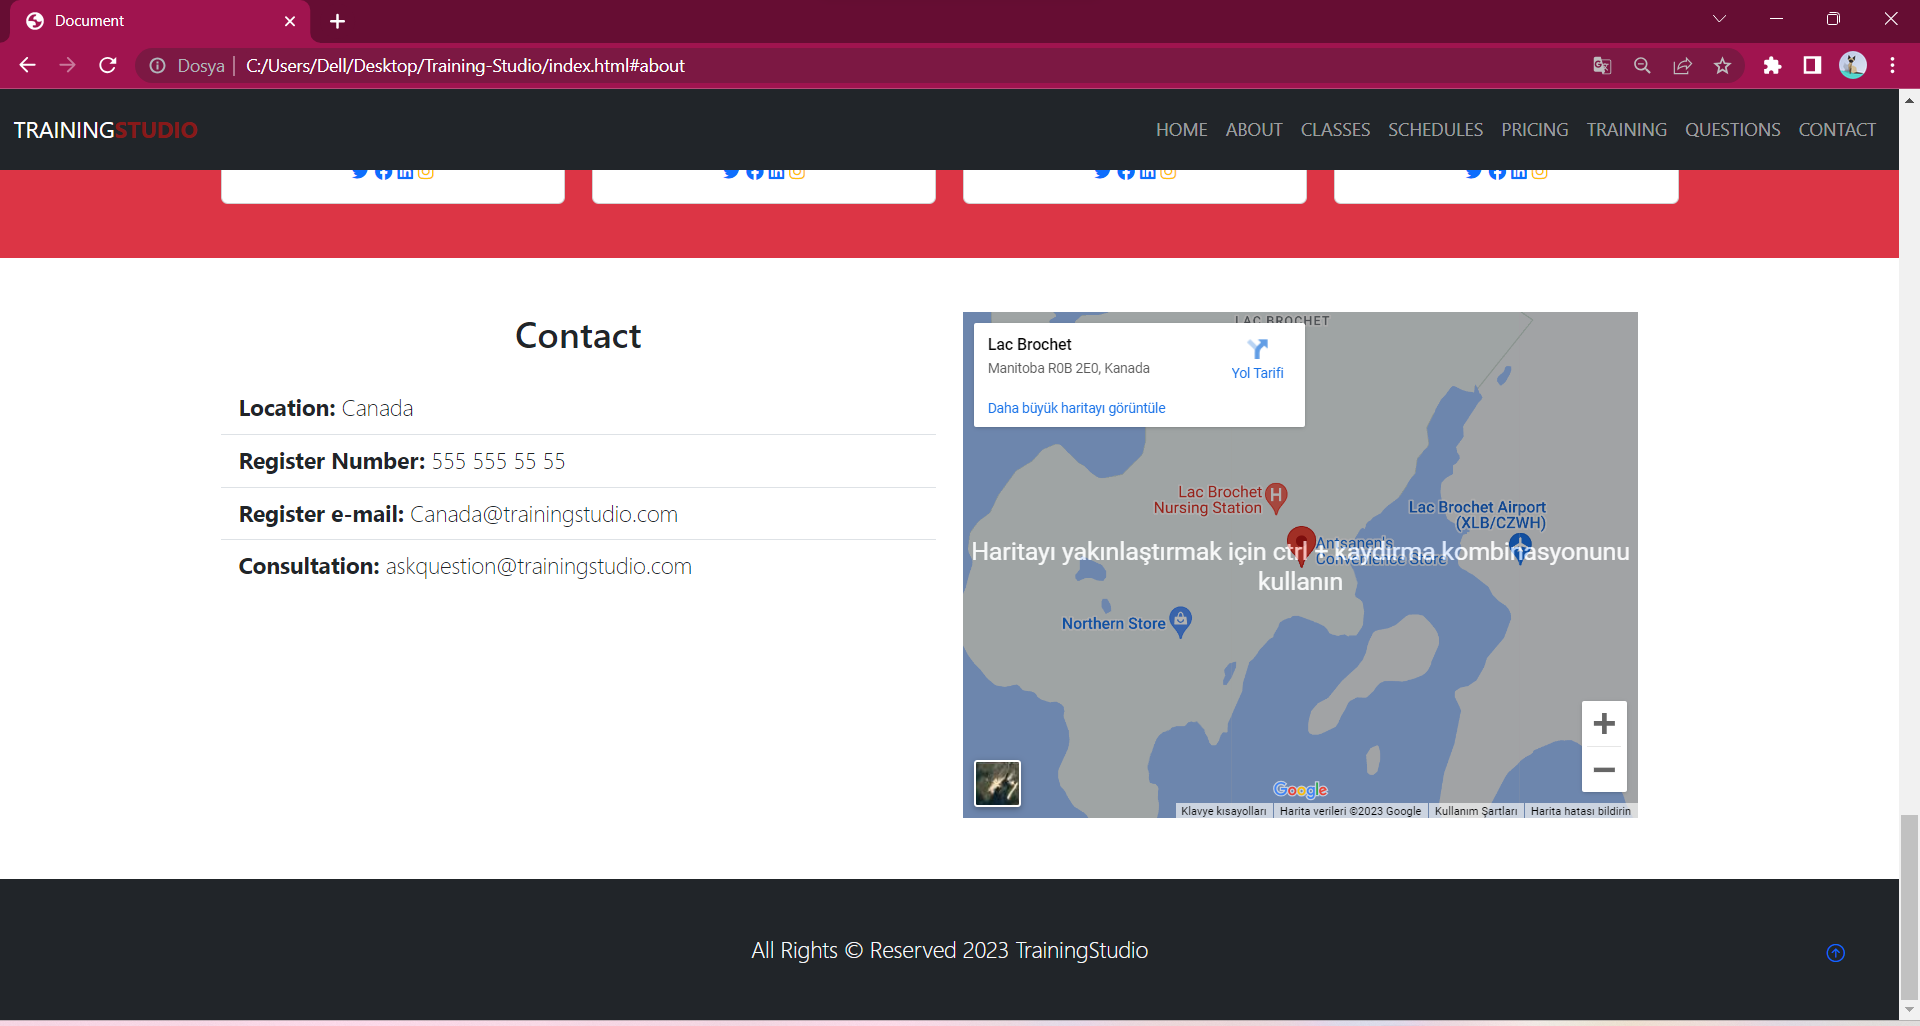 Document
Dosya | C:/Users/Dell/Desktop/Training-Studio/index.html#about
TRAININGSTUDIO
HOME ABOUT CLASSES SCHEDULES PRICING TRAINING QUESTIONS CONTACT
Contact
Location: Canada
Register Number: 555 555 55 55
Register e-mail: Canada@trainingstudio.com
Consultation: askquestion@trainingstudio.com
LAC BROCHET
Lac Brochet
Manitoba R0B 2E0, Kanada
Yol Tarifi
Daha büyük haritayı görüntüle
Lac Brochet
Nursing Station
Lac Brochet Airport
(XLB/CZWH)
Antsanen's
Convenience Store
Haritayı yakınlaştırmak için ctrl + kaydırma kombinasyonunu
kullanın
Northern Store
Google
Klavye kısayolları Harita verileri ©2023 Google Kullanım Şartları Harita hatası bildirin
All Rights © Reserved 2023 TrainingStudio